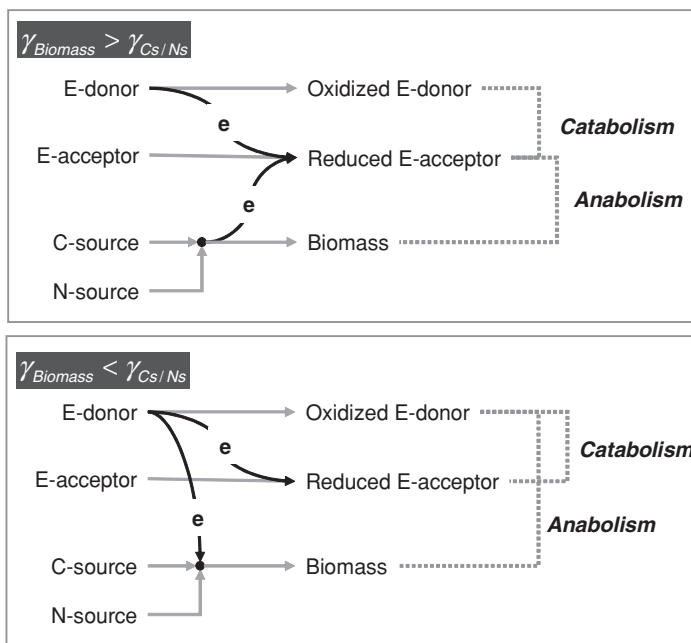 γBiomass > γCs/Ns
E-donor Oxidized E-donor
Catabolism
e
E-acceptor Reduced E-acceptor
Anabolism
e
C-source Biomass
N-source
γBiomass < γCs/Ns
E-donor Oxidized E-donor
e Catabolism
E-acceptor Reduced E-acceptor
e Anabolism
C-source Biomass
N-source